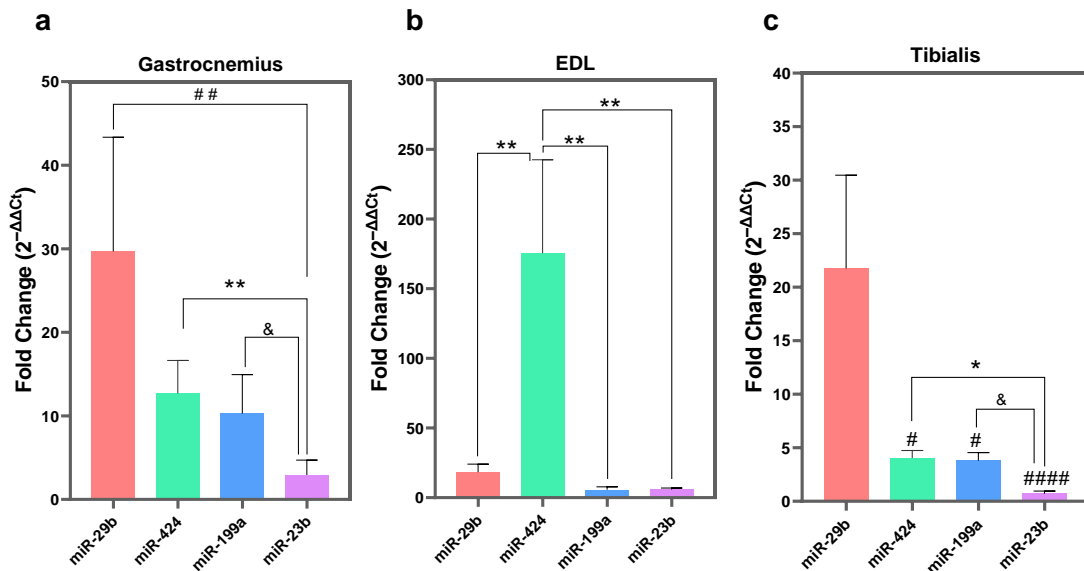 a
Gastrocnemius
Fold Change (2^−ΔΔCt)
50
40
30
20
10
0
##
**
&
miR-29b
miR-424
miR-199a
miR-23b
b
EDL
Fold Change (2^−ΔΔCt)
300
250
200
150
100
50
0
**
**
**
miR-29b
miR-424
miR-199a
miR-23b
c
Tibialis
Fold Change (2^−ΔΔCt)
40
35
30
25
20
15
10
5
0
*
&
#
#
####
miR-29b
miR-424
miR-199a
miR-23b